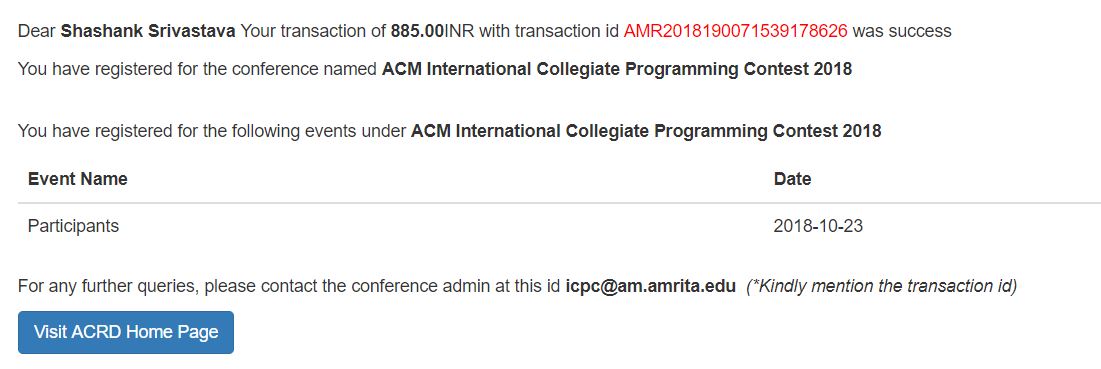 Dear Shashank Srivastava Your transaction of 885.00INR with transaction id AMR2018190071539178626 was success
You have registered for the conference named ACM International Collegiate Programming Contest 2018
You have registered for the following events under ACM International Collegiate Programming Contest 2018
Event Name Date
Participants 2018-10-23
For any further queries, please contact the conference admin at this id icpc@am.amrita.edu (*Kindly mention the transaction id)
Visit ACRD Home Page